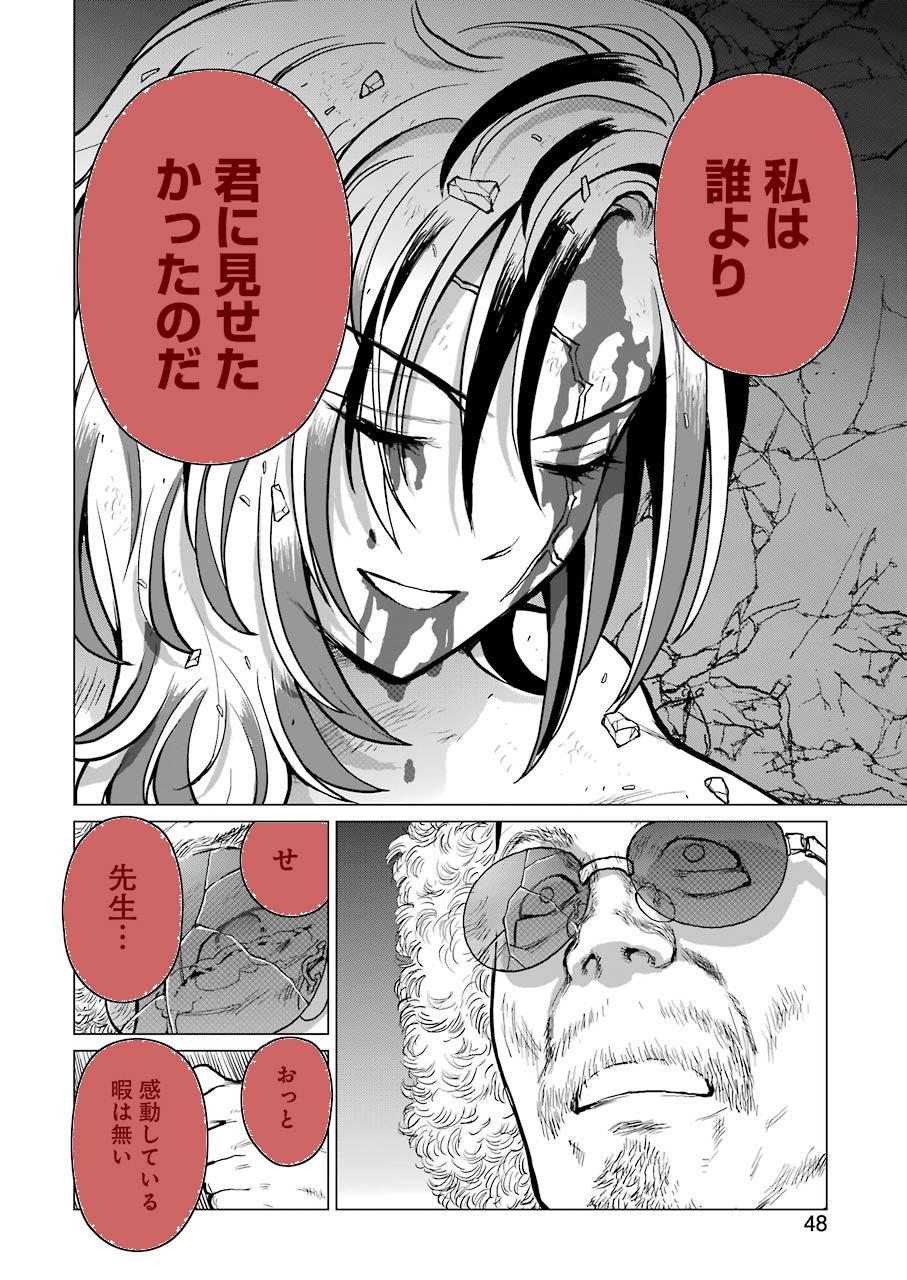 私は
誰より
君に見せた
かったのだ
せ
先生…
おっと
感動している
暇は無い
48